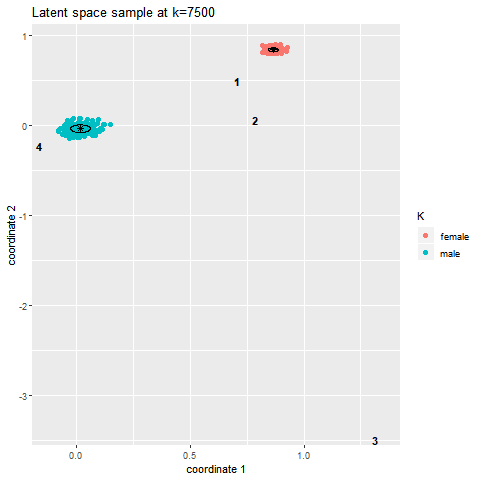 Latent space sample at k=7500
1
0
-1
-2
-3
coordinate 2
1
2
4
3
0.0
0.5
1.0
coordinate 1
K
female
male